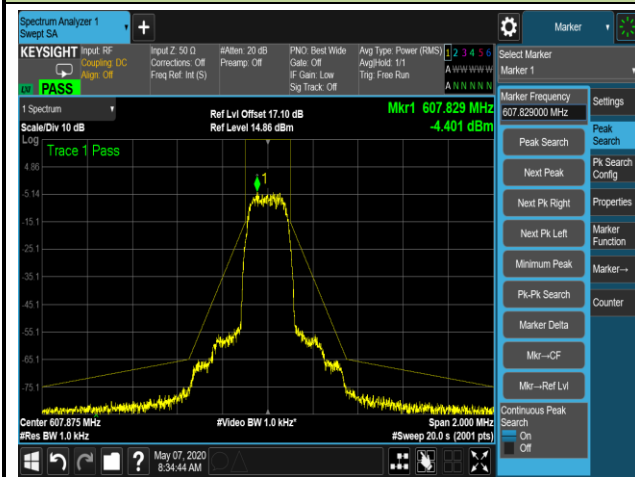 Spectrum Analyzer 1
Swept SA
Marker
KEYSIGHT
Input: RF
Coupling: DC
Align: Off
Input Z: 50 Ω
Corrections: Off
Freq Ref: Int (S)
#Atten: 20 dB
Preamp: Off
PNO: Best Wide
Gate: Off
IF Gain: Low
Sig Track: Off
Avg Type: Power (RMS)
Avg|Hold: 1/1
Trig: Free Run
1 2 3 4 5 6
A W W W W W
A N N N N N
LXI
PASS
Select Marker
Marker 1
1 Spectrum
Scale/Div 10 dB
Ref Lvl Offset 17.10 dB
Ref Level 14.86 dBm
Mkr1 607.829 MHz
-4.401 dBm
Log
Trace 1 Pass
1
4.86
-5.14
-15.1
-25.1
-35.1
-45.1
-55.1
-65.1
-75.1
Center 607.875 MHz
#Res BW 1.0 kHz
#Video BW 1.0 kHz*
Span 2.000 MHz
#Sweep 20.0 s (2001 pts)
Marker Frequency
607.829000 MHz
Peak Search
Next Peak
Next Pk Right
Next Pk Left
Minimum Peak
Pk-Pk Search
Marker Delta
Mkr→CF
Mkr→Ref Lvl
Continuous Peak
Search
On
Off
Settings
Peak
Search
Pk Search
Config
Properties
Marker
Function
Marker→
Counter
May 07, 2020
8:34:44 AM